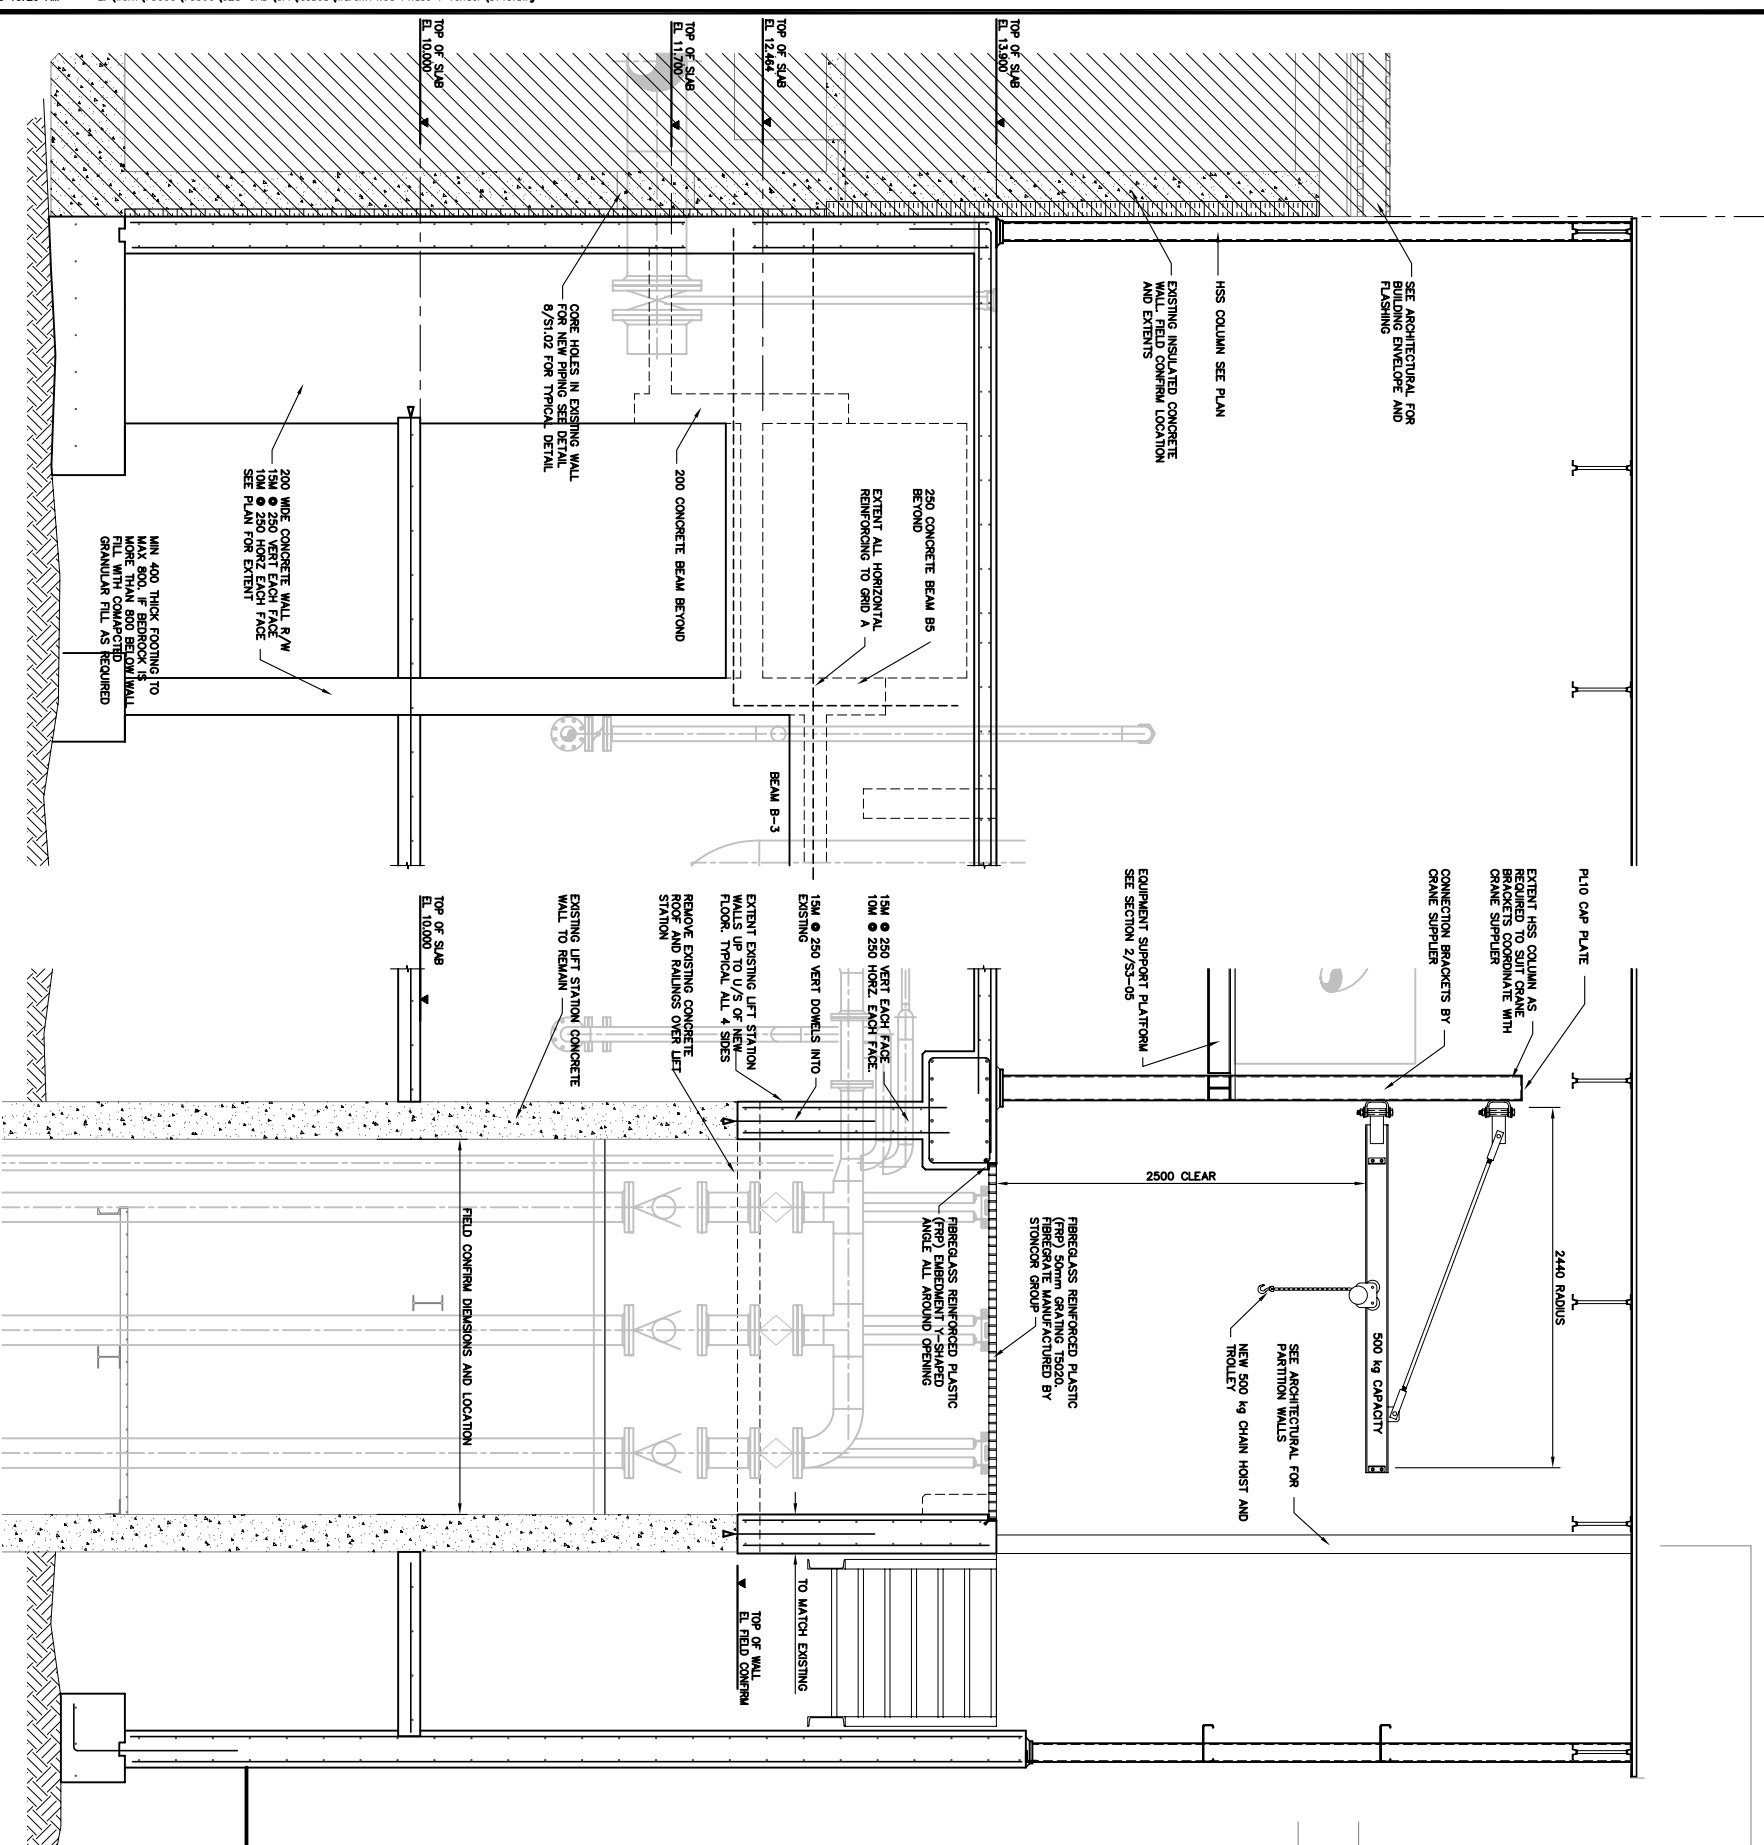 TOP OF SLAB
EL 10.000
TOP OF SLAB
EL 11.700
TOP OF SLAB
EL 12.464
TOP OF SLAB
EL 13.900
SEE ARCHITECTURAL FOR
BUILDING ENVELOPE AND
FLASHING
HSS COLUMN SEE PLAN
EXISTING INSULATED CONCRETE
WALL. FIELD CONFIRM LOCATION
AND EXTENTS
CORE HOLES IN EXISTING WALL
FOR NEW PIPING SEE DETAIL
8/S1.02 FOR TYPICAL DETAIL
250 CONCRETE BEAM B5
BEYOND
EXTENT ALL HORIZONTAL
REINFORCING TO GRID A
200 CONCRETE BEAM BEYOND
200 WIDE CONCRETE WALL R/W
15M @ 250 VERT EACH FACE
10M @ 250 HORZ EACH FACE
SEE PLAN FOR EXTENT
MIN 400 THICK FOOTING TO
MAX 800. IF BEDROCK IS
MORE THAN 800 BELOW WALL
FILL WITH COMAPCTED
GRANULAR FILL AS REQUIRED
BEAM B-3
PL10 CAP PLATE
EXTENT HSS COLUMN AS
REQUIRED TO SUIT CRANE
BRACKETS COORDINATE WITH
CRANE SUPPLIER
CONNECTION BRACKETS BY
CRANE SUPPLIER
EQUIPMENT SUPPORT PLATFORM
SEE SECTION 2/S3-05
15M @ 250 VERT EACH FACE
10M @ 250 HORZ. EACH FACE.
15M @ 250 VERT DOWELS INTO
EXISTING
EXTENT EXISTING LIFT STATION
WALLS UP TO U/S OF NEW
FLOOR. TYPICAL ALL 4 SIDES
REMOVE EXISTING CONCRETE
ROOF AND RAILINGS OVER LIFT
STATION
EXISTING LIFT STATION CONCRETE
WALL TO REMAIN
TOP OF SLAB
EL 10.000
2500 CLEAR
2440 RADIUS
500 kg CAPACITY
FIBREGLASS REINFORCED PLASTIC
(FRP) 50mm GRATING T5020.
FIBREGRATE MANUFACTURED BY
STONCOR GROUP
FIBREGLASS REINFORCED PLASTIC
(FRP) EMBEDMENT Y-SHAPED
ANGLE ALL AROUND OPENING
FIELD CONFIRM DIEMSIONS AND LOCATION
SEE ARCHITECTURAL FOR
PARTITION WALLS
NEW 500 kg CHAIN HOIST AND
TROLLEY
TO MATCH EXISTING
TOP OF WALL
EL FIELD CONFIRM